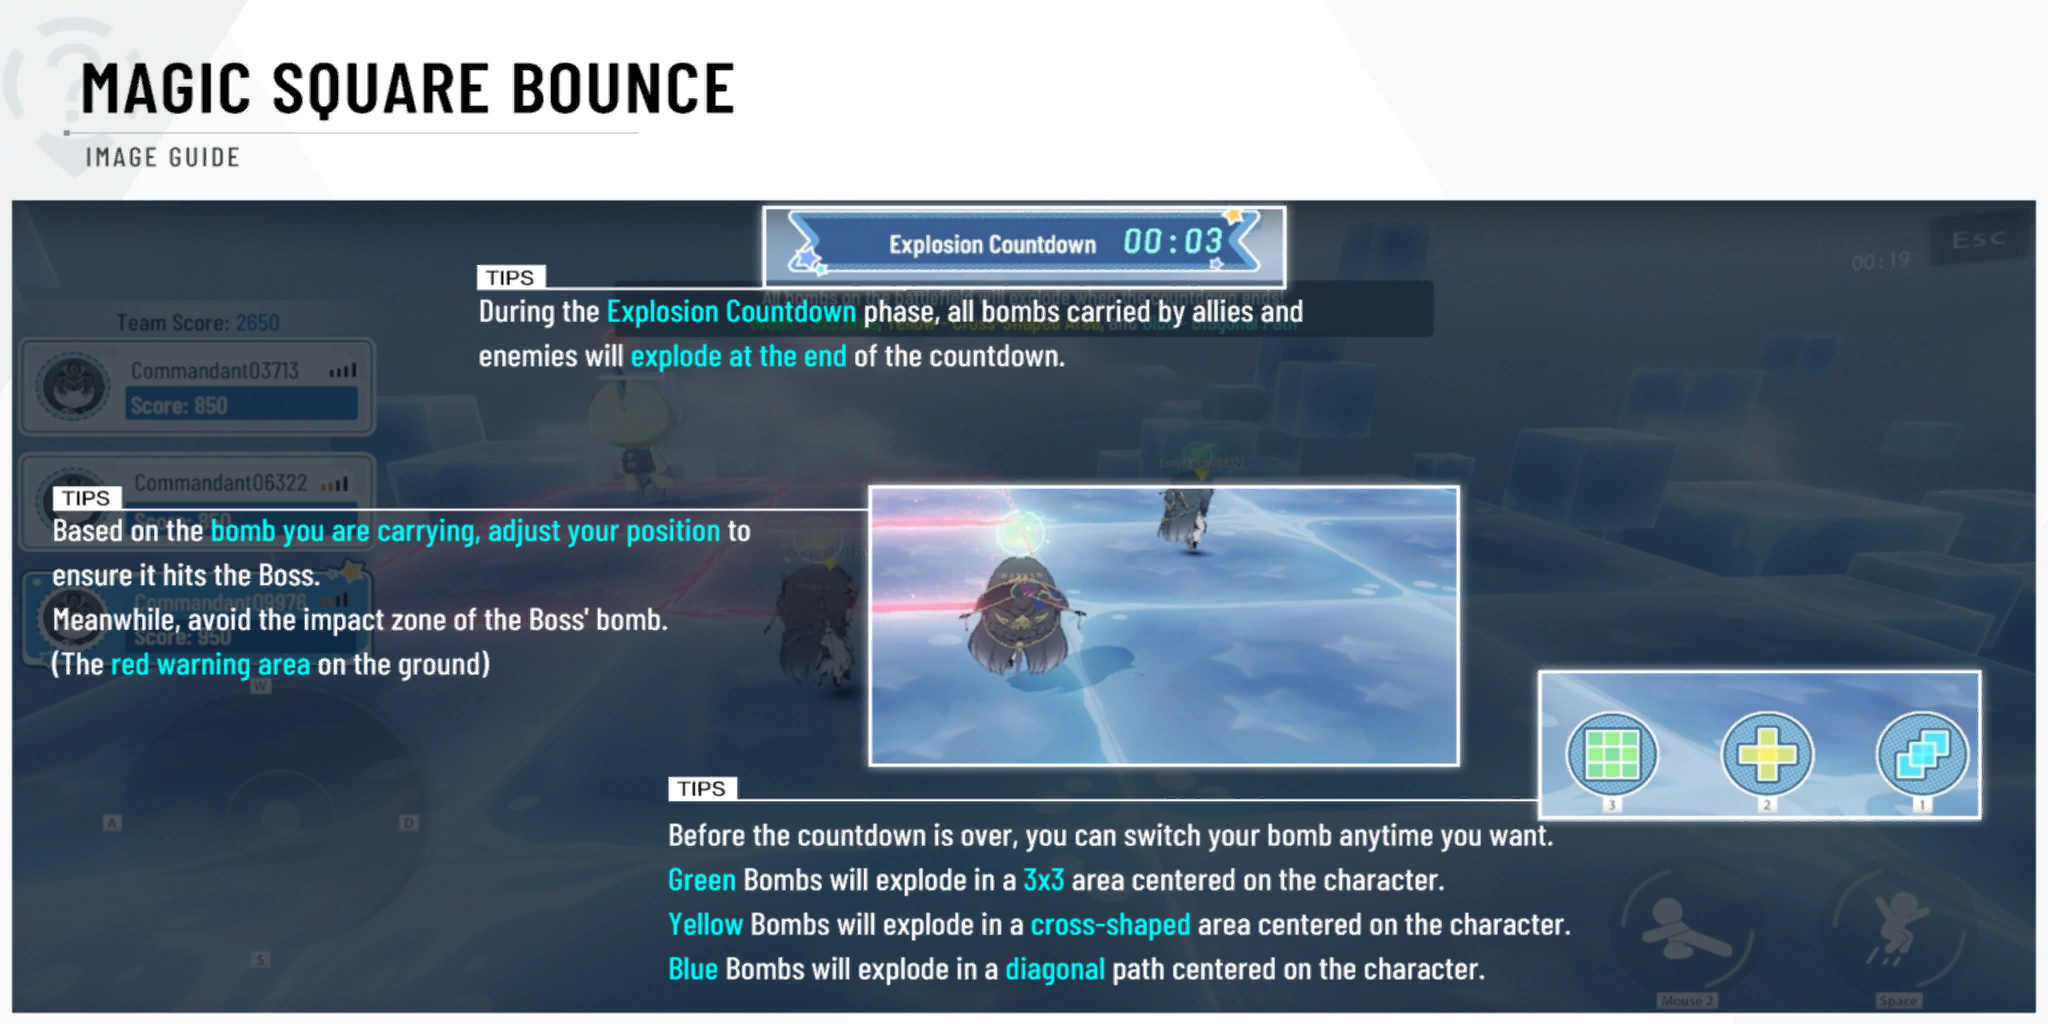 MAGIC SQUARE BOUNCE
IMAGE GUIDE
Explosion Countdown 00:03
Esc
00:19
TIPS
During the Explosion Countdown phase, all bombs carried by allies and
enemies will explode at the end of the countdown.
Team Score: 2650
Commandant03713
Score: 850
Commandant06322
TIPS
Based on the bomb you are carrying, adjust your position to
ensure it hits the Boss.
Commandant09976
Meanwhile, avoid the impact zone of the Boss' bomb.
Score: 950
(The red warning area on the ground)
W
A
D
S
3
2
1
TIPS
Before the countdown is over, you can switch your bomb anytime you want.
Green Bombs will explode in a 3x3 area centered on the character.
Yellow Bombs will explode in a cross-shaped area centered on the character.
Blue Bombs will explode in a diagonal path centered on the character.
Mouse 2
Space